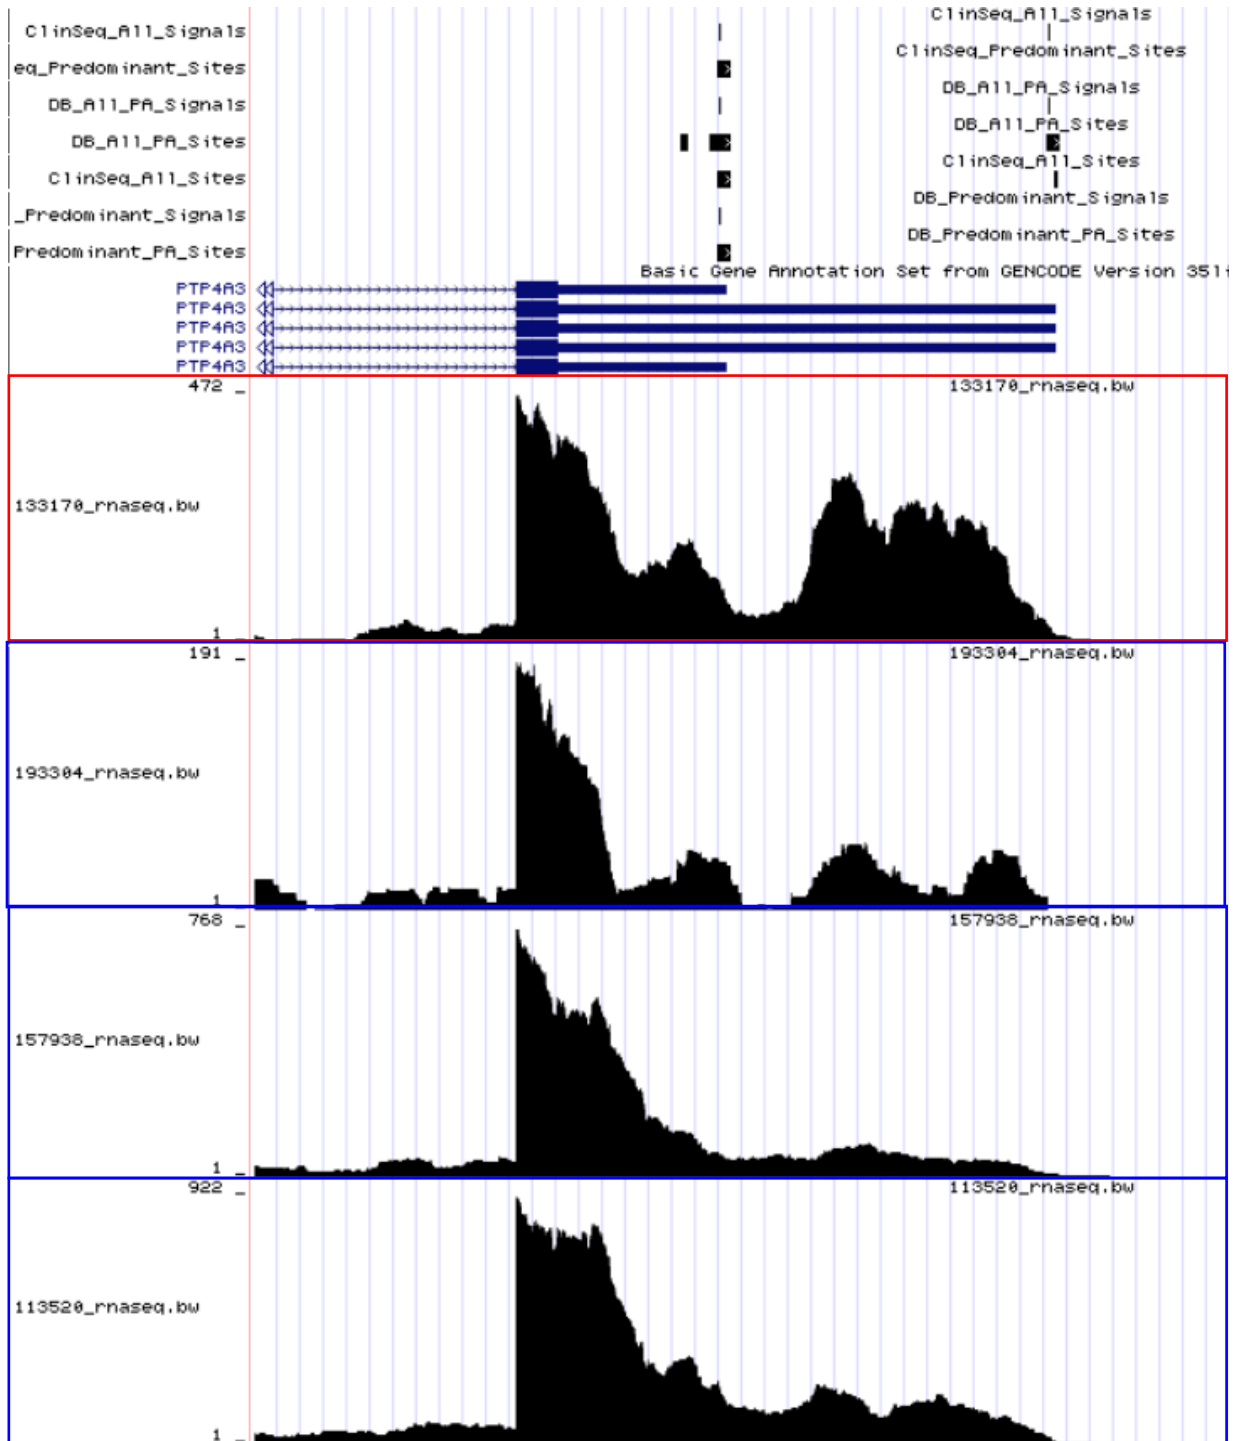 ClinSeq_All_Signals
ClinSeq_All_Signals
eq_Predominant_Sites
ClinSeq_Predominant_Sites
DB_All_PA_Signals
DB_All_PA_Signals
DB_All_PA_Sites
DB_All_PA_Sites
ClinSeq_All_Sites
ClinSeq_All_Sites
_Predominant_Signals
DB_Predominant_Signals
Predominant_PA_Sites
DB_Predominant_PA_Sites
Basic Gene Annotation Set from GENCODE Version 35li
PTP4A3
PTP4A3
PTP4A3
PTP4A3
PTP4A3
472 _
133170_rnaseq.bw
133170_rnaseq.bw
1 _
191 _
193304_rnaseq.bw
193304_rnaseq.bw
1 _
768 _
157938_rnaseq.bw
157938_rnaseq.bw
1 _
922 _
113520_rnaseq.bw
113520_rnaseq.bw
1 _